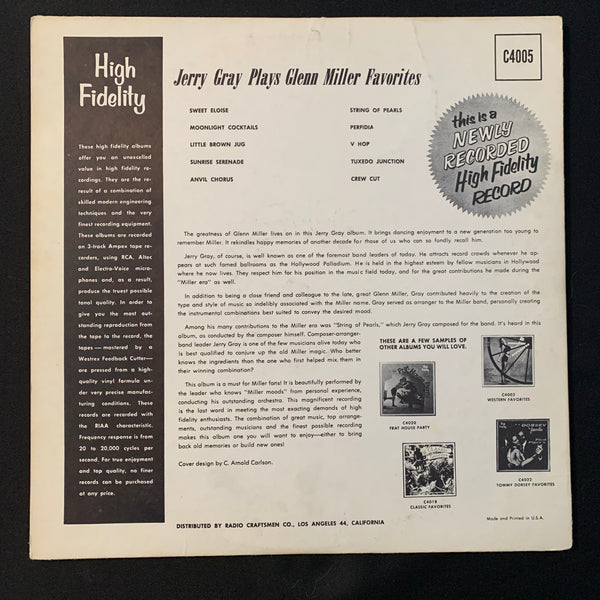 High
Fidelity
These high fidelity albums
offer you an unexcelled
value in high fidelity re-
cordings. They are the re-
sult of a combination of
skilled modern engineering
techniques and the very
finest recording equipment.
These albums are recorded
on 3-track Ampex tape re-
corders, using RCA, Altec
and Electro-Voice micro-
phones and, as a result,
produce the truest possible
tonal quality. In order to
give you the most out-
standing reproduction from
the tape to the record, the
tapes—mastered by a
Westrex Feedback Cutter—
are pressed from a high-
quality vinyl formula un-
der very precise manufac-
turing conditions. These
records are recorded with
the RIAA characteristic.
Frequency response is from
20 to 20,000 cycles per
second. For true enjoyment
and top quality, no finer
records can be purchased
at any price.
Jerry Gray Plays Glenn Miller Favorites
C4005
SWEET ELOISE
MOONLIGHT COCKTAILS
LITTLE BROWN JUG
SUNRISE SERENADE
ANVIL CHORUS
STRING OF PEARLS
PERFIDIA
V HOP
TUXEDO JUNCTION
CREW CUT
this is a
NEWLY
RECORDED
High Fidelity
RECORD
The greatness of Glenn Miller lives on in this Jerry Gray album. It brings dancing enjoyment to a new generation too young to
remember Miller. It rekindles happy memories of another decade for those of us who can so fondly recall him.
Jerry Gray, of course, is well known as one of the foremost band leaders of today. He attracts record crowds whenever he ap-
pears at such famed ballrooms as the Hollywood Palladium. He is held in the highest esteem by fellow musicians in Hollywood
where he now lives. They respect him for his position in the music field today, and for the great contributions he made during the
"Miller era" as well.
In addition to being a close friend and colleague to the late, great Glenn Miller, Gray contributed heavily to the creation of the
type and style of music so indelibly associated with the Miller name. Gray served as arranger to the Miller band, personally creating
the instrumental combinations best suited to convey the desired mood.
Among his many contributions to the Miller era was "String of Pearls," which Jerry Gray composed for the band. It's heard in this
album, as conducted by the composer himself. Composer-arranger-
band leader Jerry Gray is one of the few musicians alive today who
is best qualified to conjure up the old Miller magic. Who better
knows the ingredients than the one who first helped mix them in
their winning combination?
This album is a must for Miller fans! It is beautifully performed by
the leader who knows "Miller moods" from personal experience,
conducting his outstanding orchestra. This magnificent recording
is the last word in meeting the most exacting demands of high
fidelity enthusiasts. The combination of great music, top arrange-
ments, outstanding musicians and the finest possible recording
makes this album one you will want to enjoy—either to bring
back old memories or build new ones!
Cover design by C. Arnold Carlson.
THESE ARE A FEW SAMPLES OF
OTHER ALBUMS YOU WILL LOVE.
C4020
FRAT HOUSE PARTY
C4003
WESTERN FAVORITES
C4018
CLASSIC FAVORITES
DORSEY
C4022
TOMMY DORSEY FAVORITES
DISTRIBUTED BY RADIO CRAFTSMEN CO., LOS ANGELES 44, CALIFORNIA
Made and Printed in U.S.A.